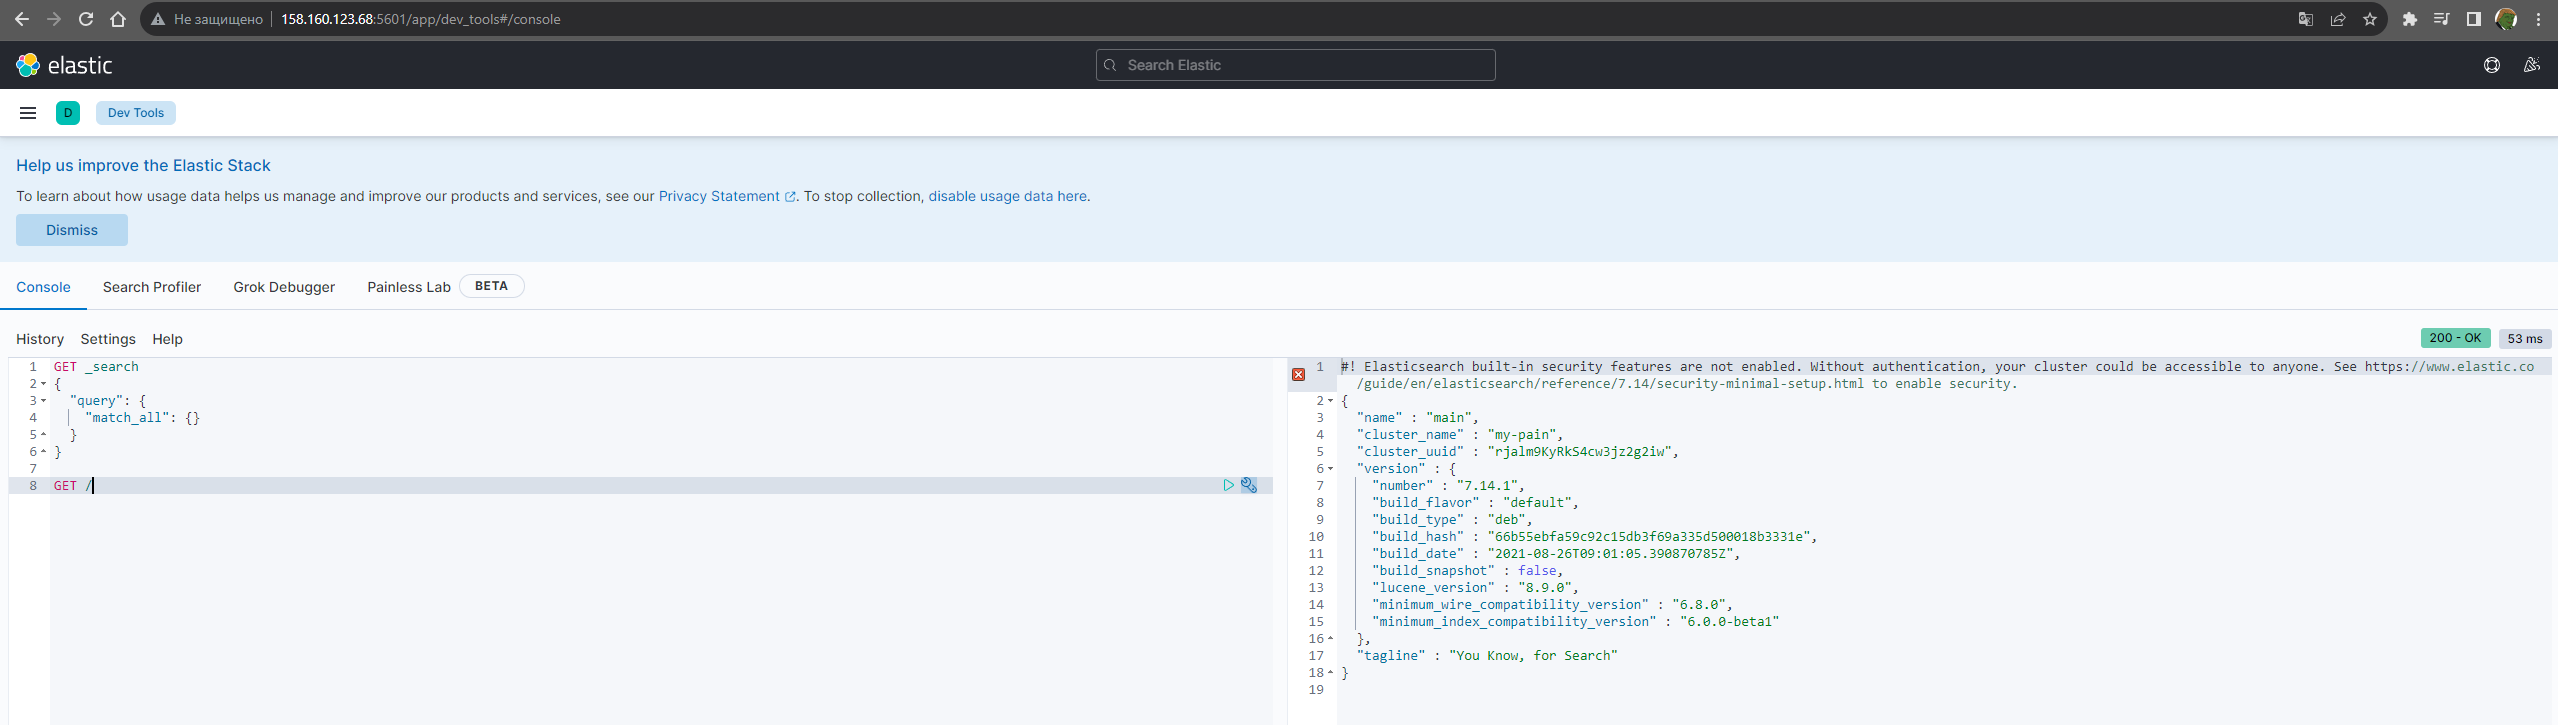 Не защищено 158.160.123.68:5601/app/dev_tools#/console
elastic
Search Elastic
D Dev Tools
Help us improve the Elastic Stack
To learn about how usage data helps us manage and improve our products and services, see our Privacy Statement . To stop collection, disable usage data here.
Dismiss
Console Search Profiler Grok Debugger Painless Lab BETA
History Settings Help
200 - OK 53 ms
1 GET _search
2 {
3 "query": {
4 "match_all": {}
5 }
6 }
7
8 GET /
1 #! Elasticsearch built-in security features are not enabled. Without authentication, your cluster could be accessible to anyone. See https://www.elastic.co
/guide/en/elasticsearch/reference/7.14/security-minimal-setup.html to enable security.
2 {
3 "name" : "main",
4 "cluster_name" : "my-pain",
5 "cluster_uuid" : "rjalm9KyRkS4cw3jz2g2iw",
6 "version" : {
7 "number" : "7.14.1",
8 "build_flavor" : "default",
9 "build_type" : "deb",
10 "build_hash" : "66b55ebfa59c92c15db3f69a335d500018b3331e",
11 "build_date" : "2021-08-26T09:01:05.390870785Z",
12 "build_snapshot" : false,
13 "lucene_version" : "8.9.0",
14 "minimum_wire_compatibility_version" : "6.8.0",
15 "minimum_index_compatibility_version" : "6.0.0-beta1"
16 },
17 "tagline" : "You Know, for Search"
18 }
19